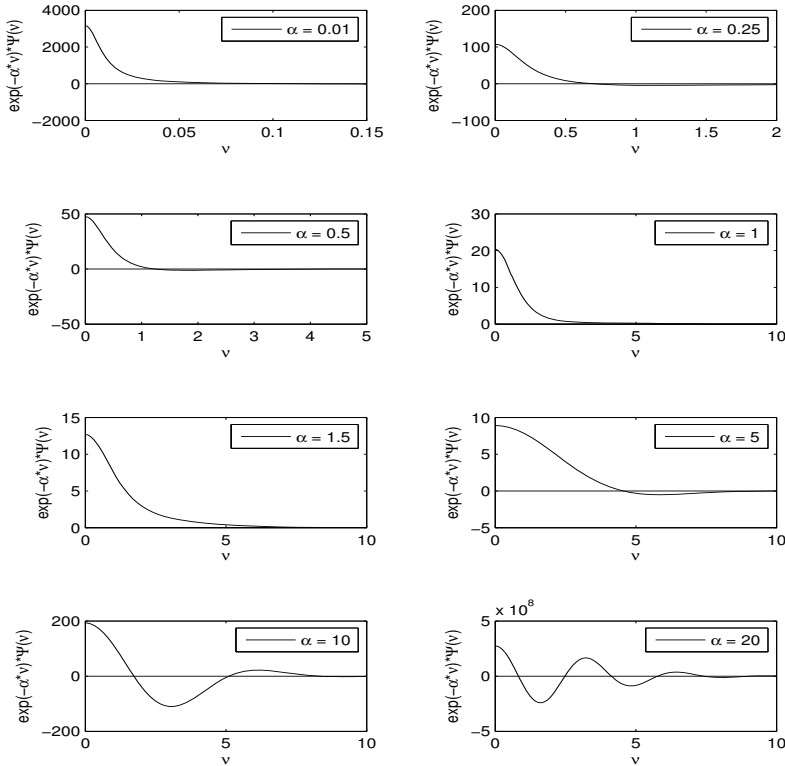 exp(−α*ν)*Ψ(ν)
4000
2000
0
−2000
0
0.05
0.1
0.15
ν
α = 0.01
exp(−α*ν)*Ψ(ν)
200
100
0
−100
0
0.5
1
1.5
2
ν
α = 0.25
exp(−α*ν)*Ψ(ν)
50
0
−50
0
1
2
3
4
5
ν
α = 0.5
exp(−α*ν)*Ψ(ν)
30
20
10
0
0
5
10
ν
α = 1
exp(−α*ν)*Ψ(ν)
15
10
5
0
0
5
10
ν
α = 1.5
exp(−α*ν)*Ψ(ν)
10
5
0
−5
0
5
10
ν
α = 5
exp(−α*ν)*Ψ(ν)
200
0
−200
0
5
10
ν
α = 10
exp(−α*ν)*Ψ(ν)
x 10^8
5
0
−5
0
5
10
ν
α = 20